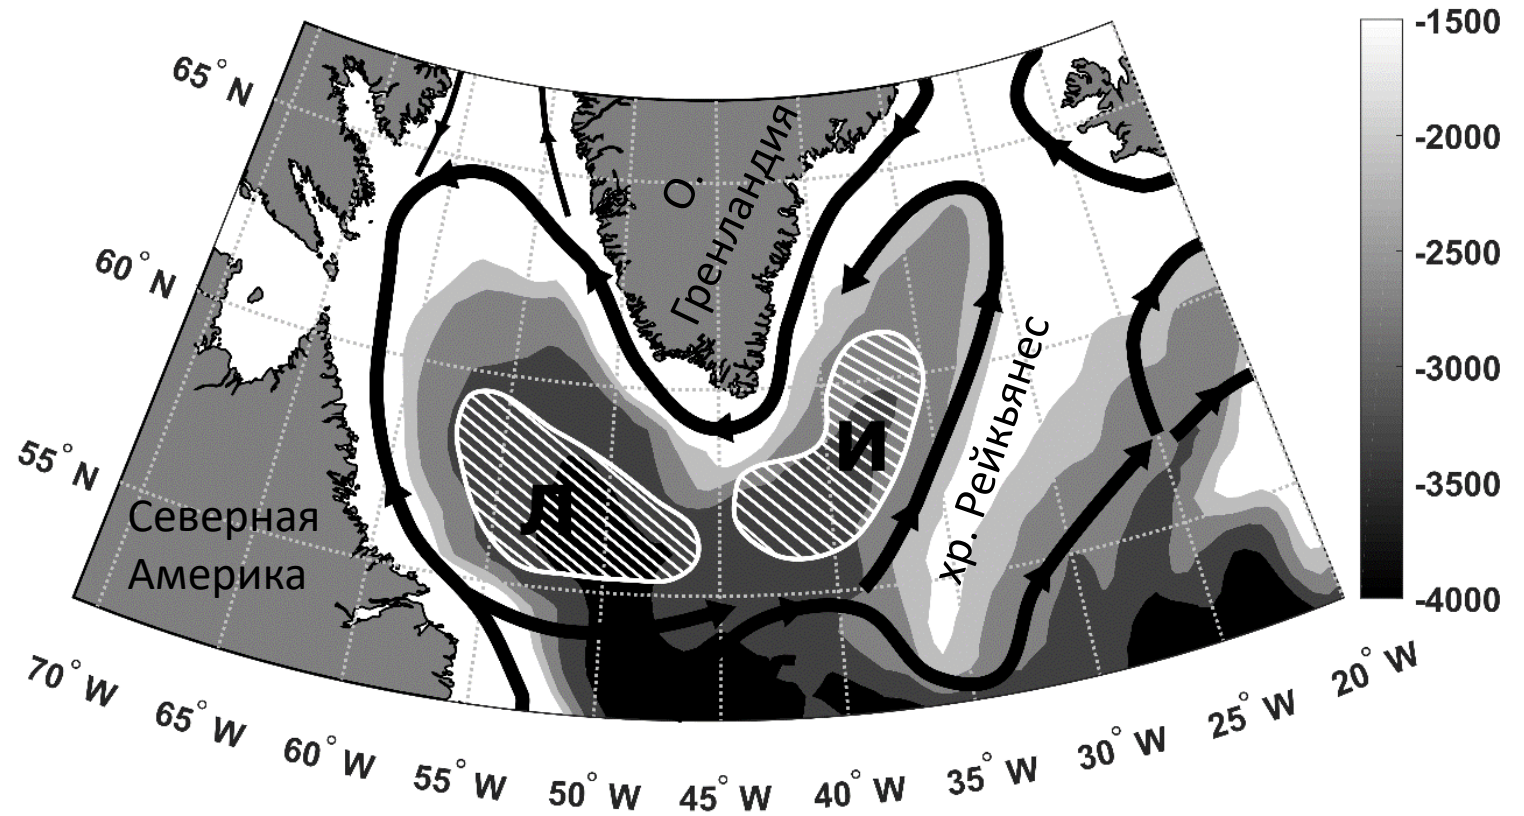 -1500
-2000
-2500
-3000
-3500
-4000
65° N
60° N
55° N
О.
Гренландия
хр. Рейкьянес
Л
И
Северная
Америка
70° W
65° W
60° W
55° W
50° W
45° W
40° W
35° W
30° W
25° W
20° W